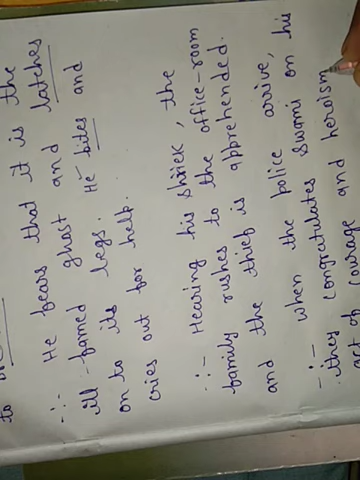 to
∴- He fears that it is the
ill-famed ghost and latches
on to its legs. He bites and
cries out for help.
∴- Hearing his shriek, the
family rushes to the office-room
and the thief is apprehended.
∴- when the police arrive,
they congratulates Swami on his
act of courage and heroism